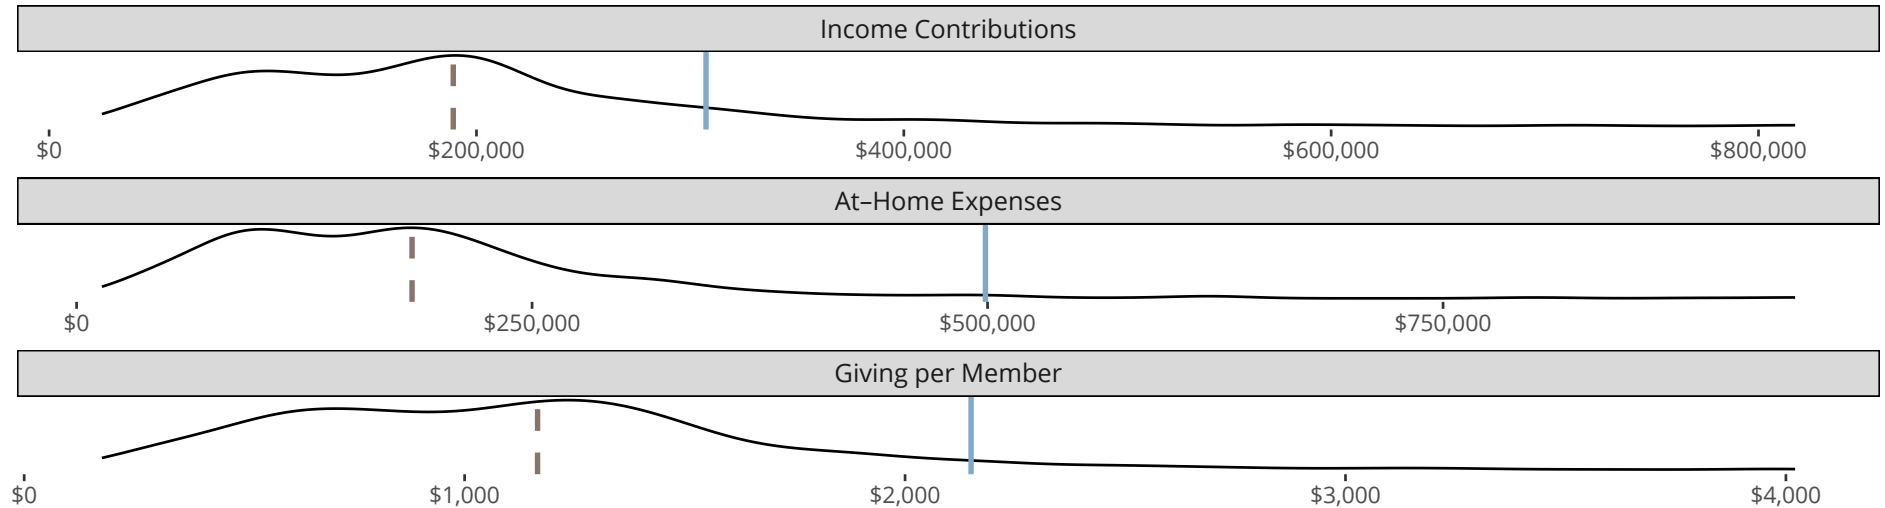 Income Contributions
$0 $200,000 $400,000 $600,000 $800,000
At–Home Expenses
$0 $250,000 $500,000 $750,000
Giving per Member
$0 $1,000 $2,000 $3,000 $4,000